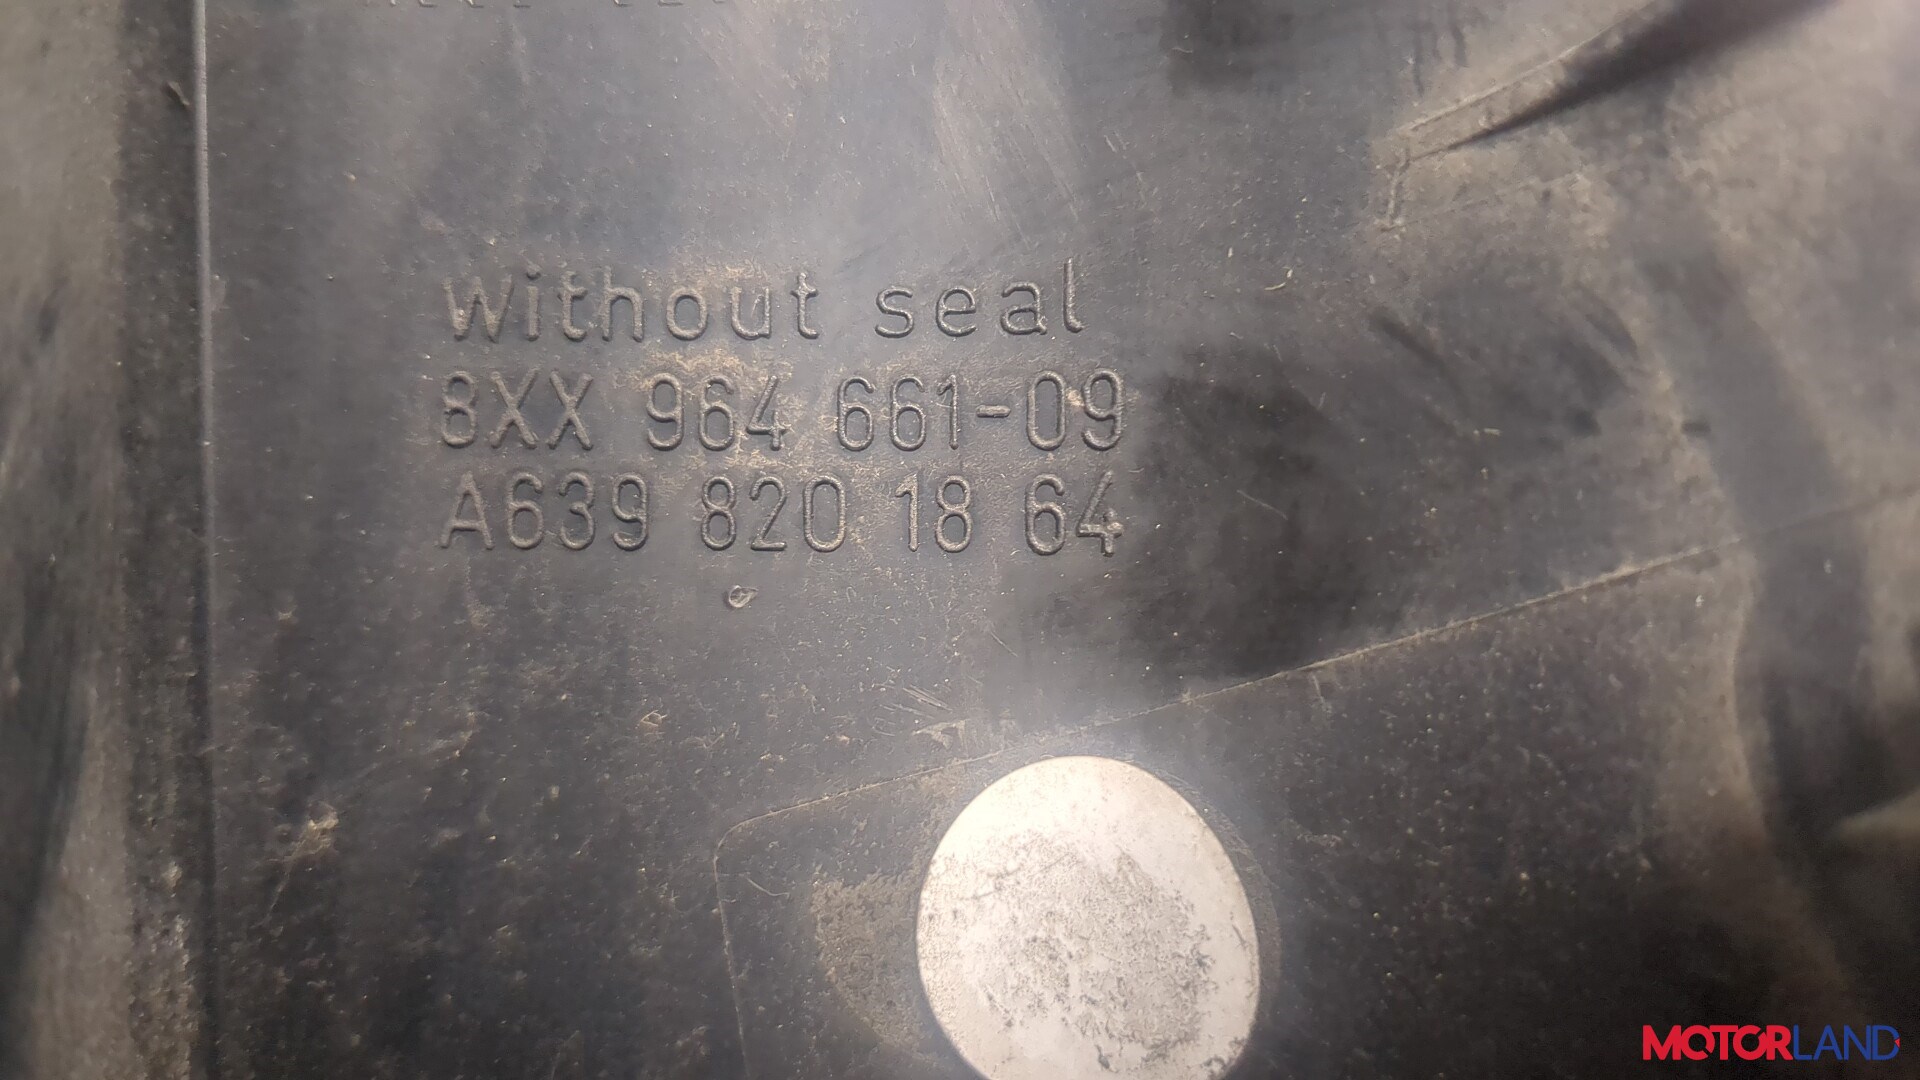 Without seal
8XX 964 661-09
A639 820 18 64
MOTORLAND